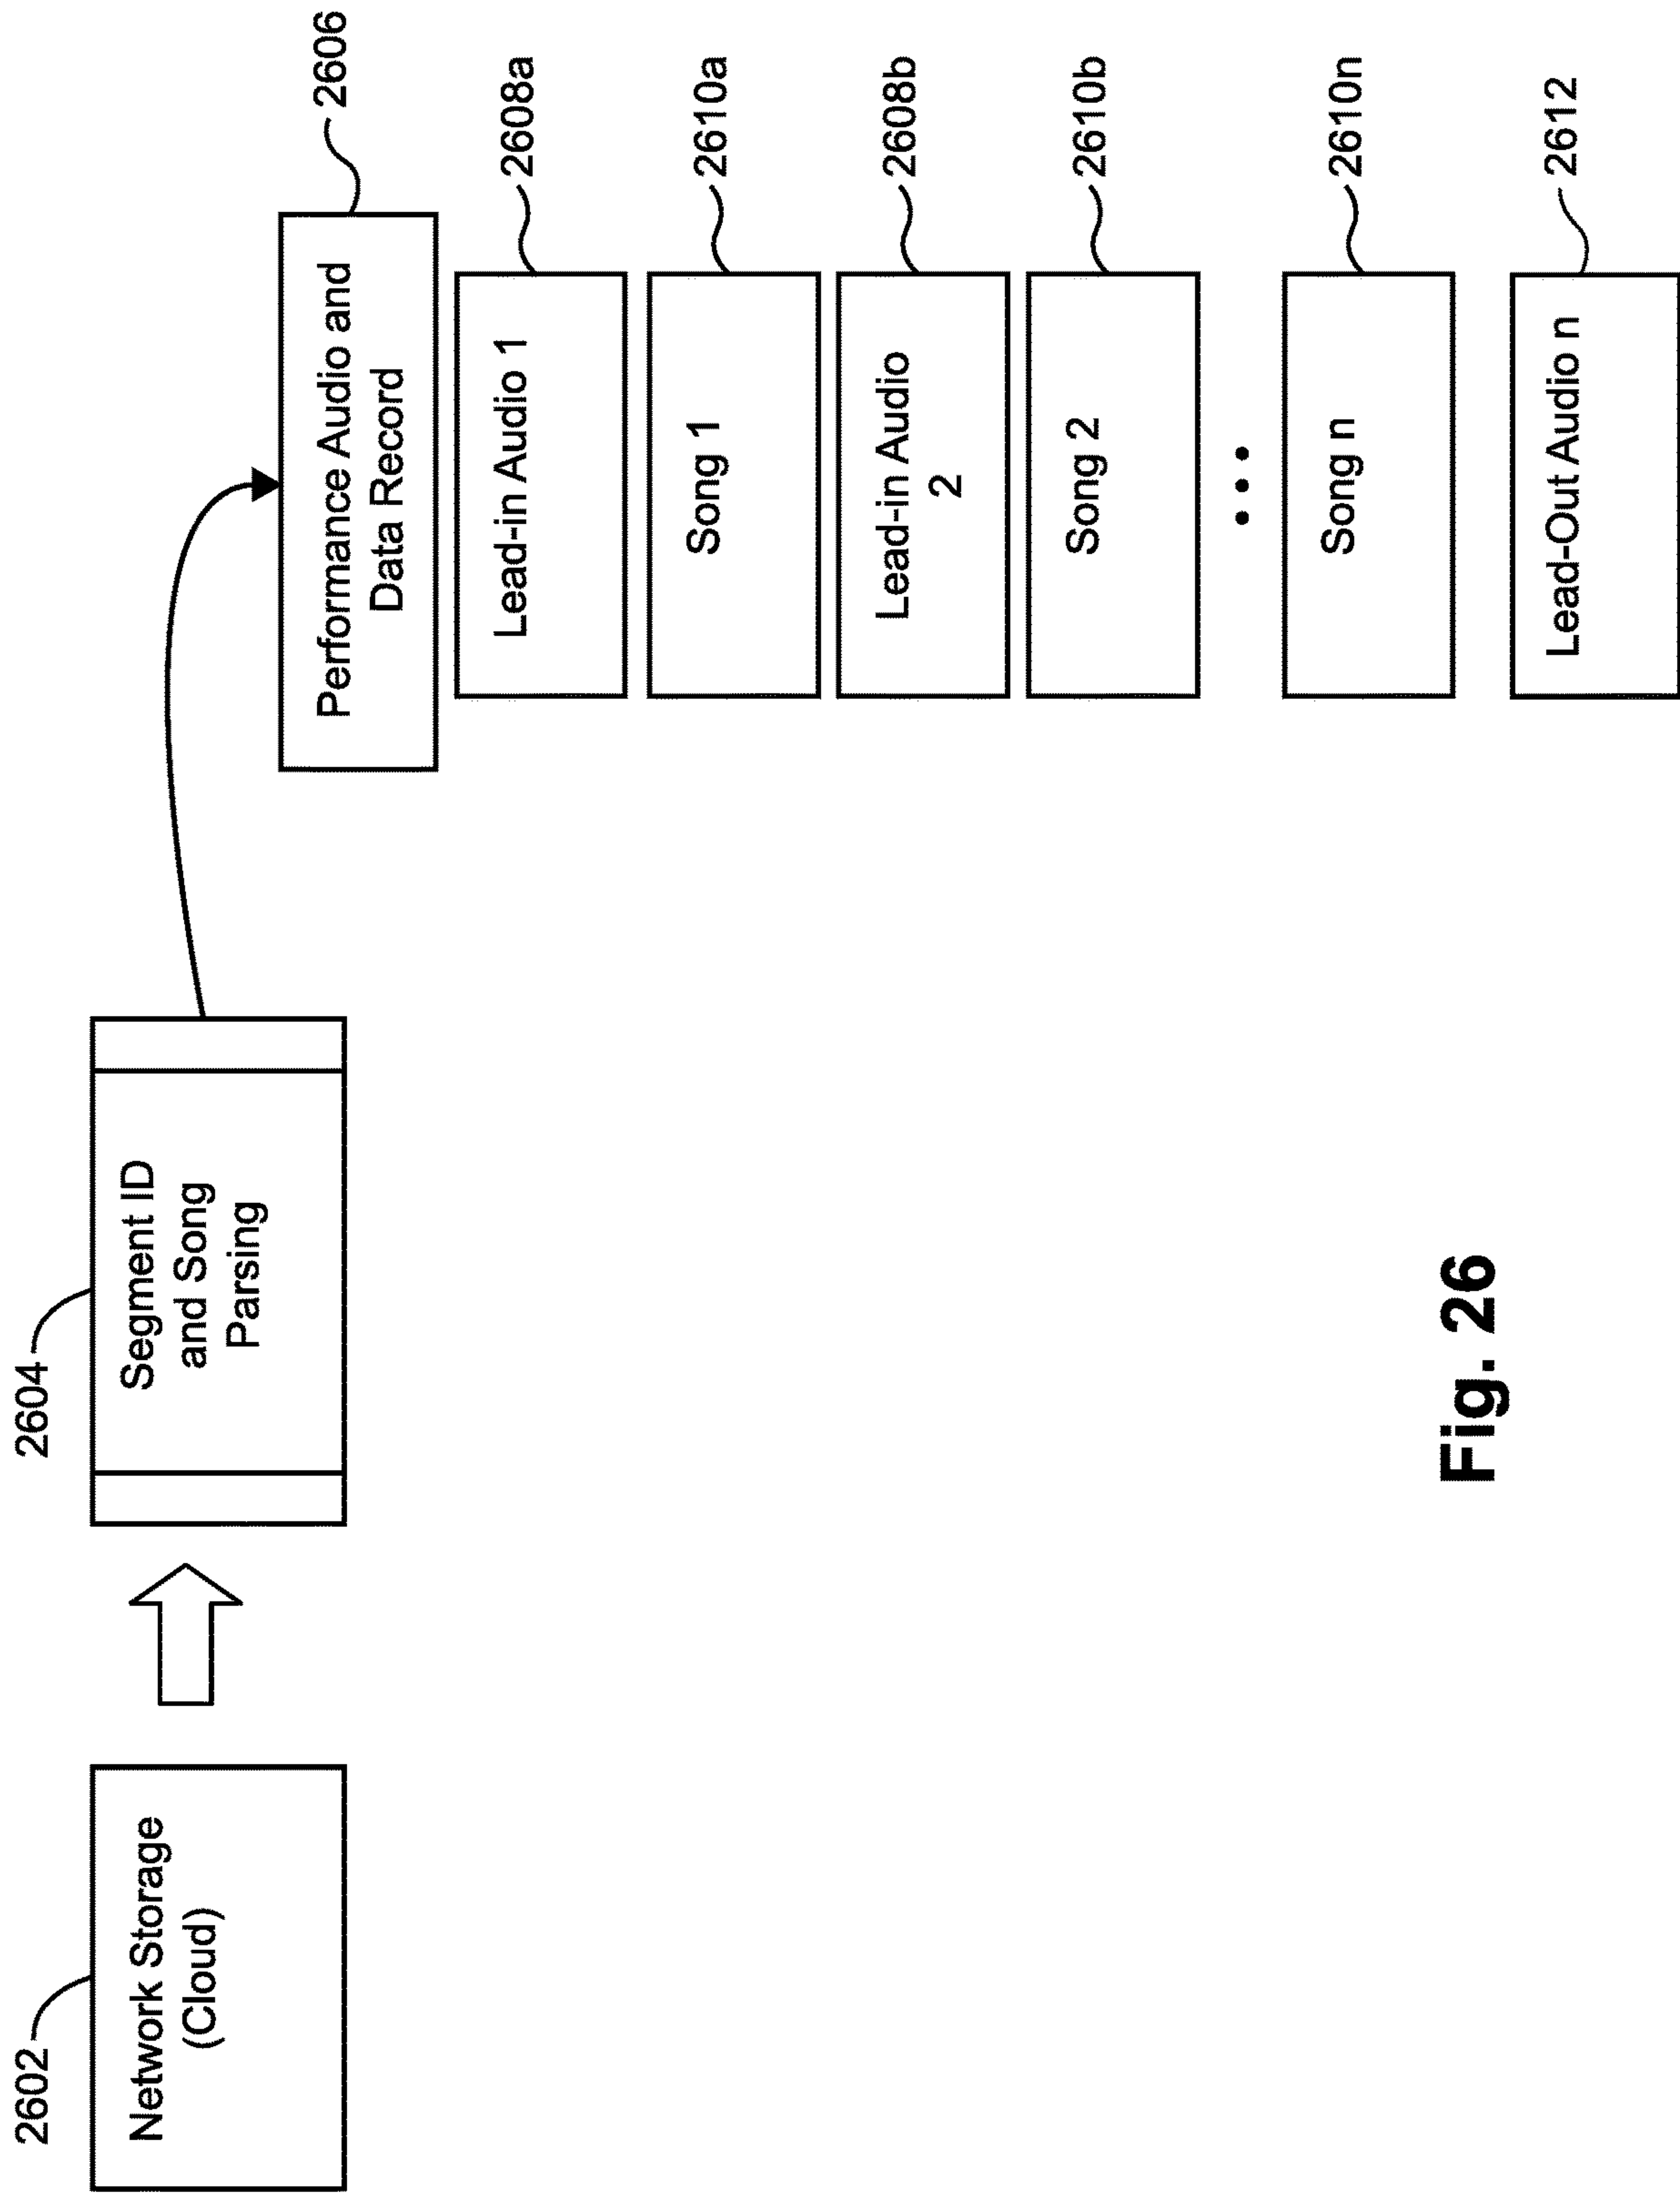 2602
Network Storage
(Cloud)
2604
Segment ID
and Song
Parsing
Performance Audio and
Data Record
2606
Lead-in Audio 1
2608a
Song 1
2610a
Lead-in Audio
2
2608b
Song 2
2610b
Song n
2610n
Lead-Out Audio n
2612
Fig. 26